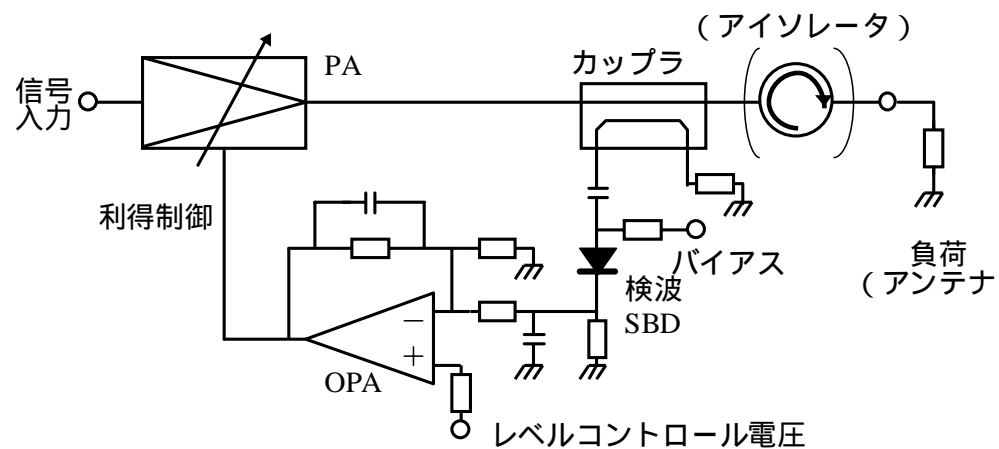 (アイソレータ)
PA
カップラ
信号
入力
利得制御
バイアス
検波
SBD
負荷
(アンテナ
−
+
OPA
レベルコントロール電圧